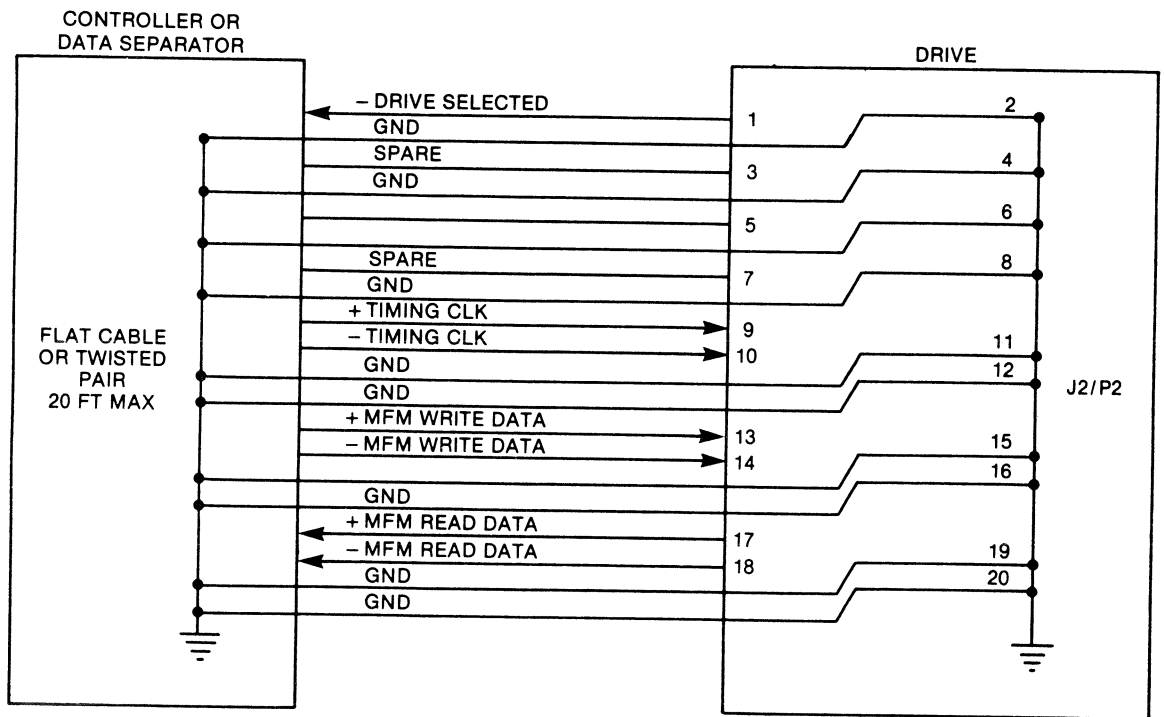 CONTROLLER OR
DATA SEPARATOR
DRIVE
– DRIVE SELECTED
1
2
GND
SPARE
3
4
GND
5
6
SPARE
7
8
GND
+ TIMING CLK
9
– TIMING CLK
10
11
GND
12
GND
FLAT CABLE
OR TWISTED
PAIR
20 FT MAX
J2/P2
+ MFM WRITE DATA
13
– MFM WRITE DATA
14
15
16
GND
+ MFM READ DATA
17
– MFM READ DATA
18
19
GND
20
GND